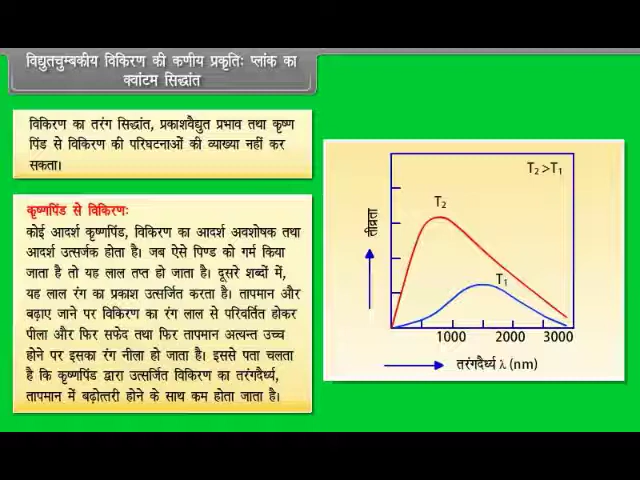 विद्युतचुम्बकीय विकिरण की कणीय प्रकृतिः प्लांक का
क्वांटम सिद्धांत
विकिरण का तरंग सिद्धांत, प्रकाशवैद्युत प्रभाव तथा कृष्ण
पिंड से विकिरण की परिघटनाओं की व्याख्या नहीं कर
सकता।
कृष्णपिंड से विकिरणः
कोई आदर्श कृष्णपिंड, विकिरण का आदर्श अवशोषक तथा
आदर्श उत्सर्जक होता है। जब ऐसे पिण्ड को गर्म किया
जाता है तो यह लाल तप्त हो जाता है। दूसरे शब्दों में,
यह लाल रंग का प्रकाश उत्सर्जित करता है। तापमान और
बढ़ाए जाने पर विकिरण का रंग लाल से परिवर्तित होकर
पीला और फिर सफेद तथा फिर तापमान अत्यन्त उच्च
होने पर इसका रंग नीला हो जाता है। इससे पता चलता
है कि कृष्णपिंड द्वारा उत्सर्जित विकिरण का तरंगदैर्ध्य,
तापमान में बढ़ोत्तरी होने के साथ कम होता जाता है।
T₂ >T₁
T₂
तीव्रता
T₁
1000 2000 3000
तरंगदैर्ध्य λ (nm)